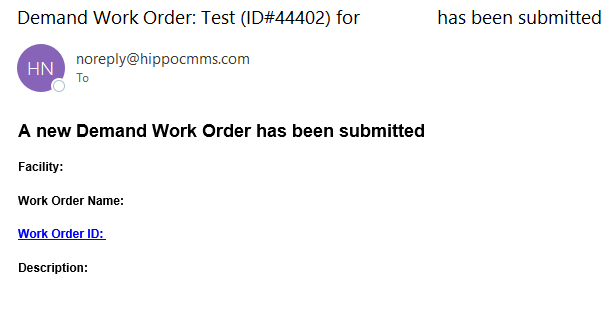 Demand Work Order: Test (ID#44402) for has been submitted
HN
noreply@hippocmms.com
To
A new Demand Work Order has been submitted
Facility:
Work Order Name:
Work Order ID:
Description: